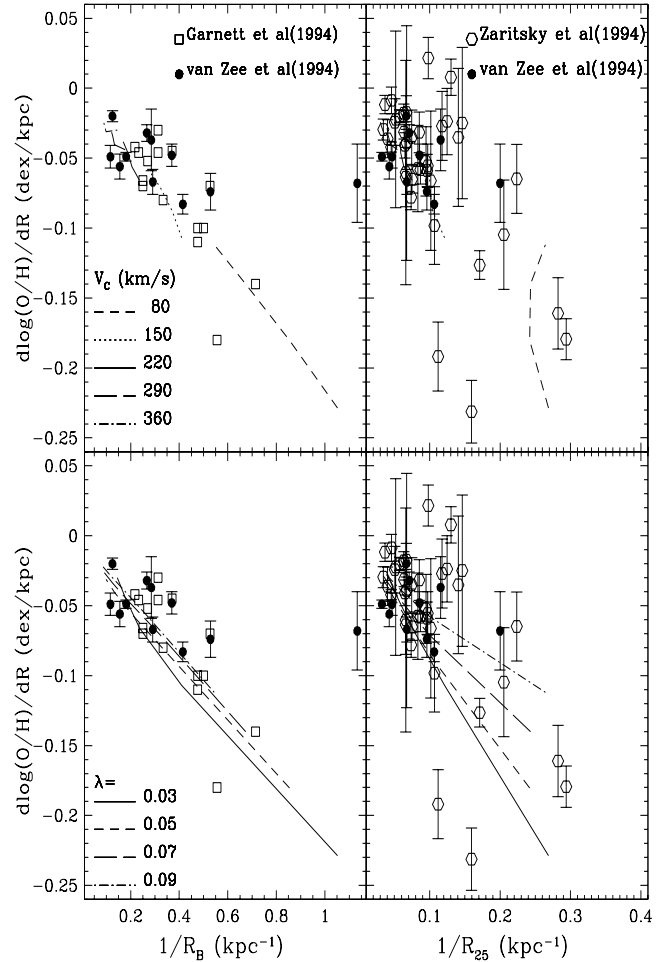 Garnett et al(1994)
van Zee et al(1994)
Zaritsky et al(1994)
van Zee et al(1994)
0.05
0
-0.05
-0.1
-0.15
-0.2
-0.25
dlog(O/H)/dR (dex/kpc)
V_C (km/s)
80
150
220
290
360
0.05
0
-0.05
-0.1
-0.15
-0.2
-0.25
dlog(O/H)/dR (dex/kpc)
λ=
0.03
0.05
0.07
0.09
0.2 0.4 0.6 0.8 1
0.1 0.2 0.3 0.4
1/R_B (kpc⁻¹)
1/R_25 (kpc⁻¹)